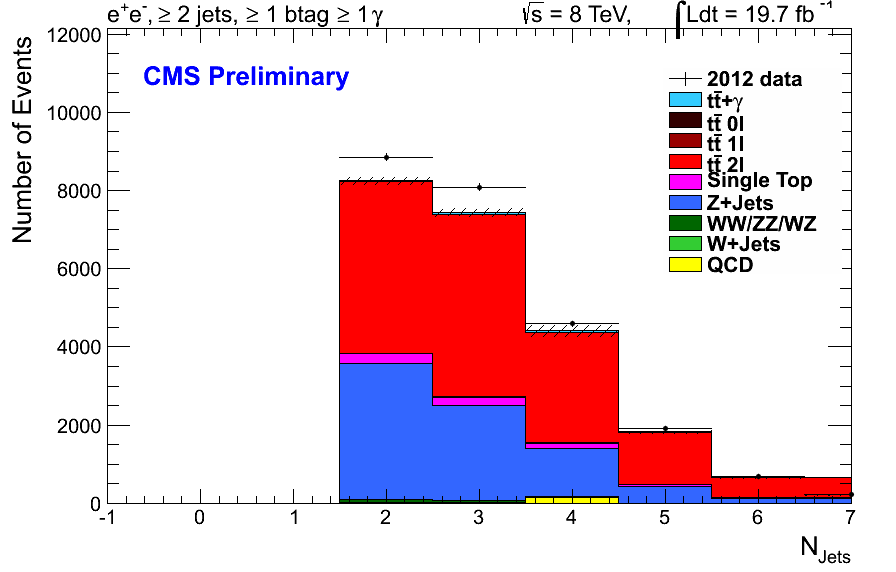 e⁺e⁻, ≥ 2 jets, ≥ 1 btag ≥ 1 γ
√s = 8 TeV, ∫Ldt = 19.7 fb⁻¹
CMS Preliminary
Number of Events
12000
10000
8000
6000
4000
2000
0
2012 data
tt̄+γ
tt̄ 0l
tt̄ 1l
tt̄ 2l
Single Top
Z+Jets
WW/ZZ/WZ
W+Jets
QCD
-1 0 1 2 3 4 5 6 7
N_Jets